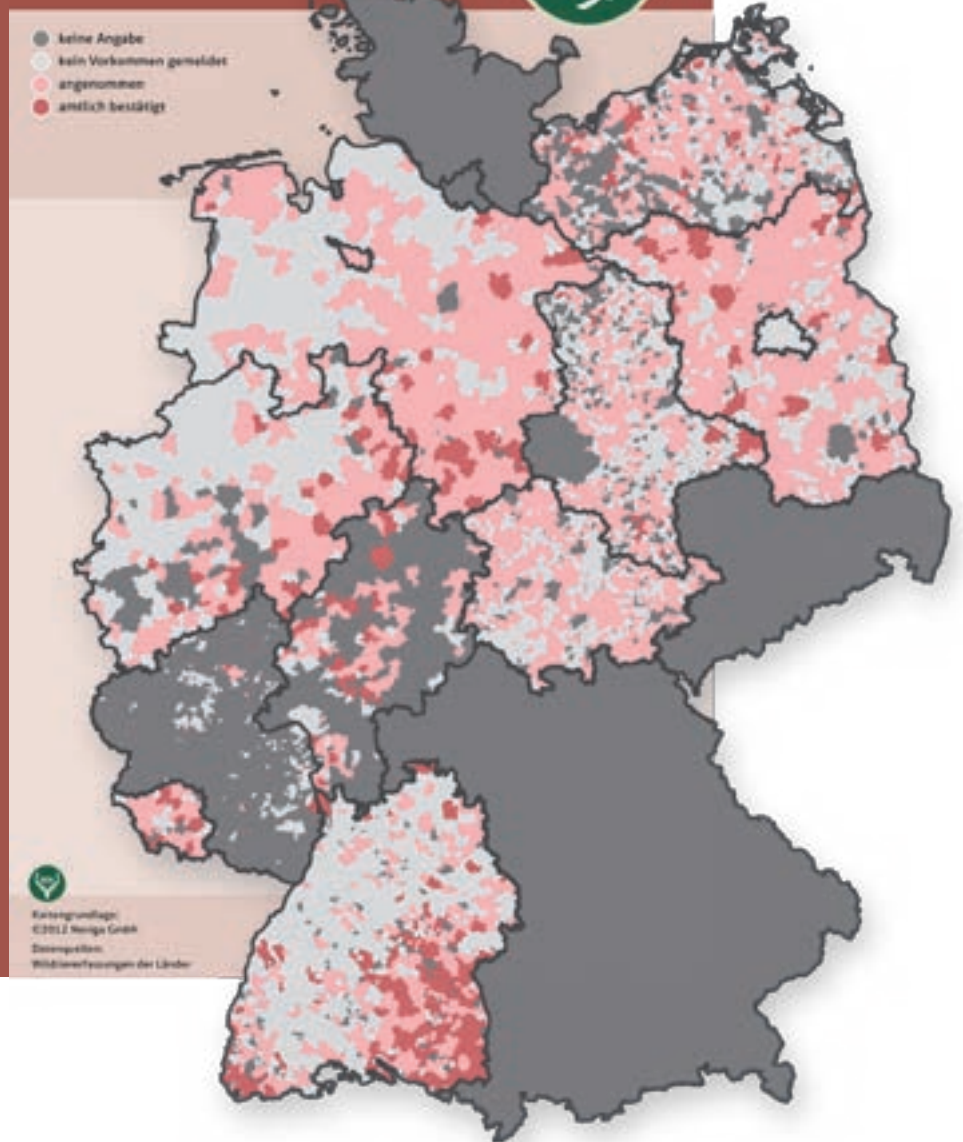 keine Angabe
kein Vorkommen gemeldet
angenommen
amtlich bestätigt
Kartengrundlage:
©2012 Nexiga GmbH
Datenquellen:
Wildtiererfassungen der Länder